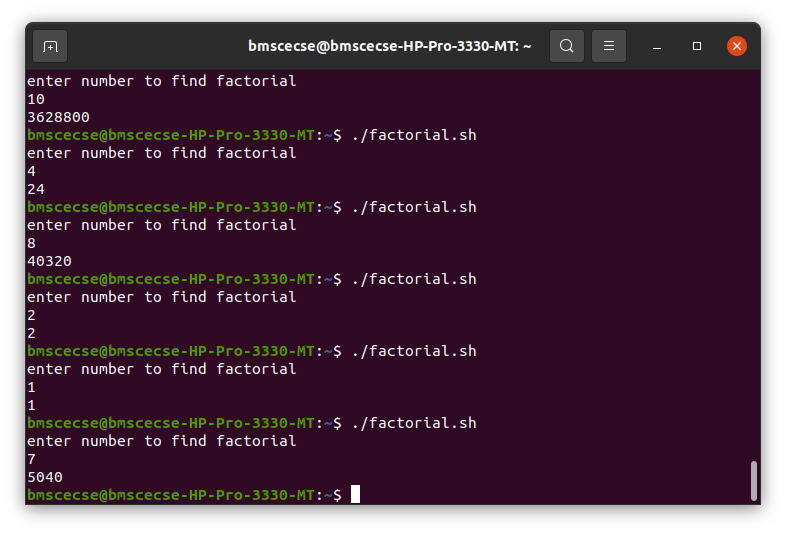 bmscecse@bmscecse-HP-Pro-3330-MT: ~
enter number to find factorial
10
3628800
bmscecse@bmscecse-HP-Pro-3330-MT:~$ ./factorial.sh
enter number to find factorial
4
24
bmscecse@bmscecse-HP-Pro-3330-MT:~$ ./factorial.sh
enter number to find factorial
8
40320
bmscecse@bmscecse-HP-Pro-3330-MT:~$ ./factorial.sh
enter number to find factorial
2
2
bmscecse@bmscecse-HP-Pro-3330-MT:~$ ./factorial.sh
enter number to find factorial
1
1
bmscecse@bmscecse-HP-Pro-3330-MT:~$ ./factorial.sh
enter number to find factorial
7
5040
bmscecse@bmscecse-HP-Pro-3330-MT:~$